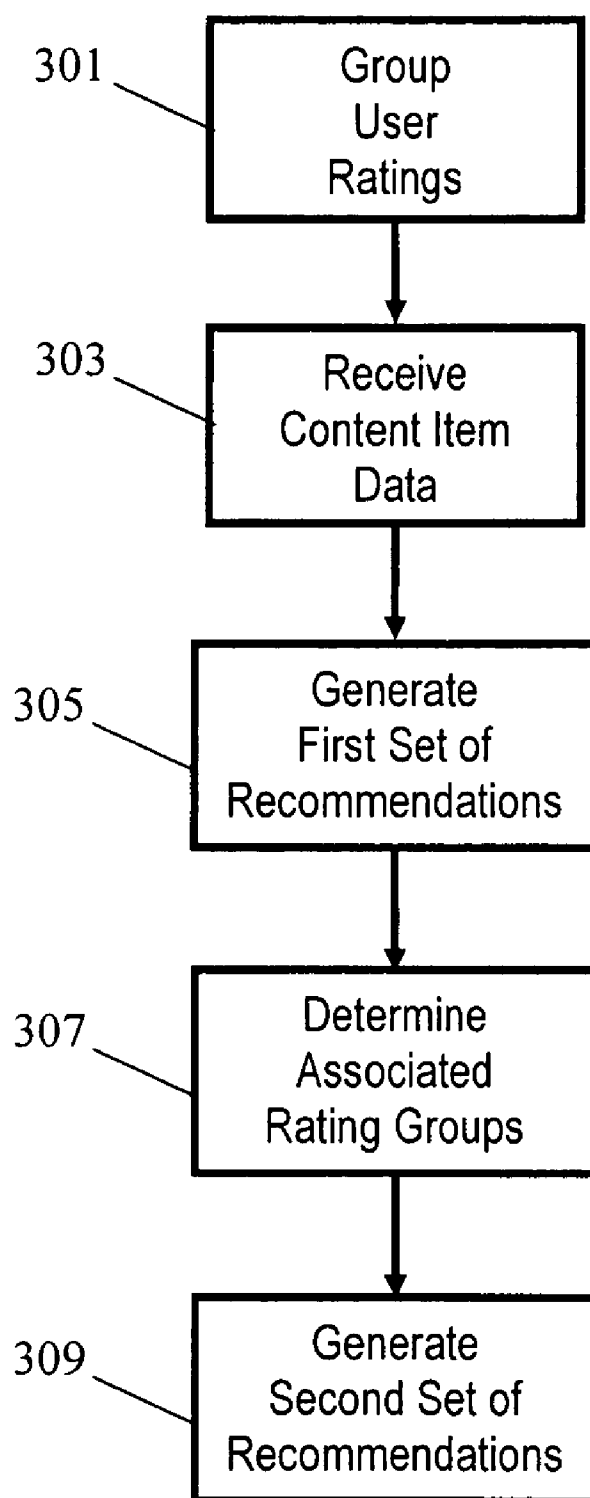 301
Group
User
Ratings
303
Receive
Content Item
Data
305
Generate
First Set of
Recommendations
307
Determine
Associated
Rating Groups
309
Generate
Second Set of
Recommendations